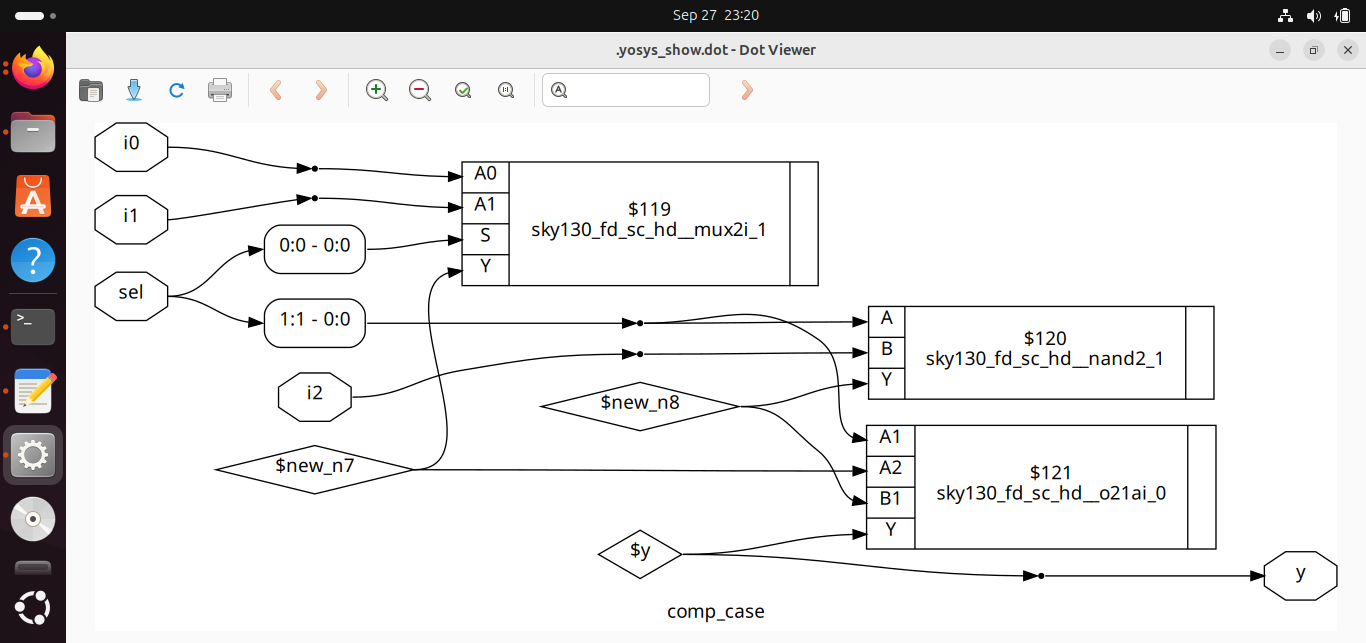 Sep 27 23:20
.yosys_show.dot - Dot Viewer
i0
i1
sel
0:0 - 0:0
1:1 - 0:0
i2
$new_n7
$new_n8
$y
A0
A1
S
Y
$119
sky130_fd_sc_hd__mux2i_1
A
B
Y
$120
sky130_fd_sc_hd__nand2_1
A1
A2
B1
Y
$121
sky130_fd_sc_hd__o21ai_0
y
comp_case